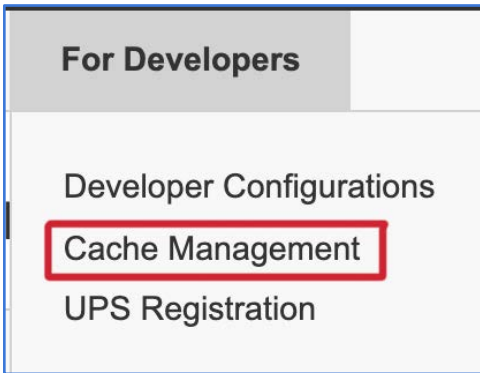 For Developers
Developer Configurations
Cache Management
UPS Registration